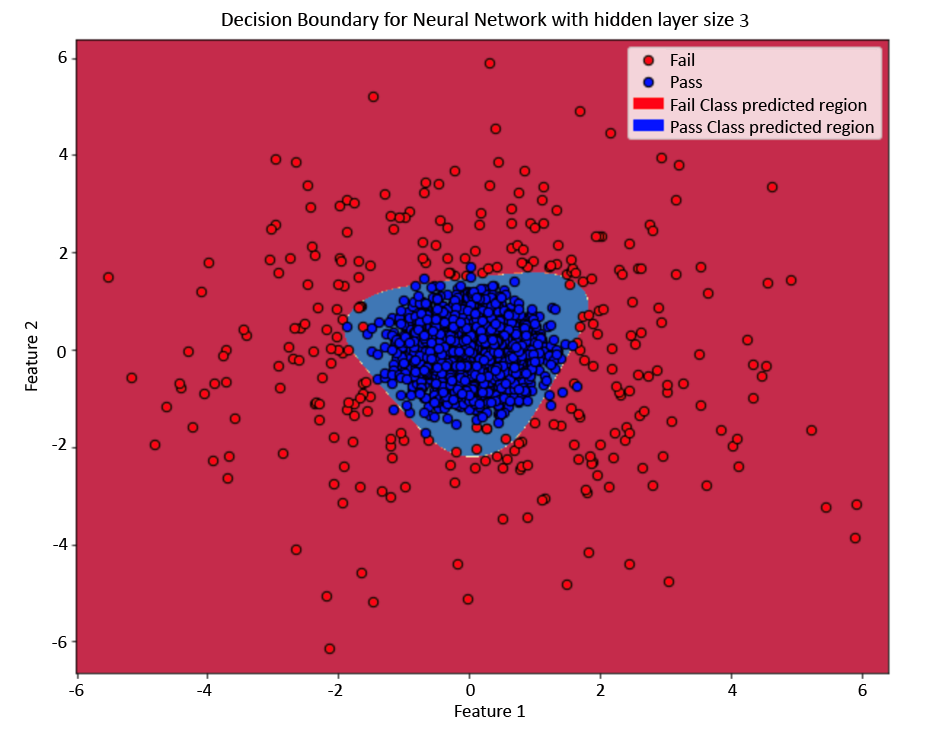 Decision Boundary for Neural Network with hidden layer size 3
Fail
Pass
Fail Class predicted region
Pass Class predicted region
6
4
2
0
-2
-4
-6
Feature 2
-6 -4 -2 0 2 4 6
Feature 1